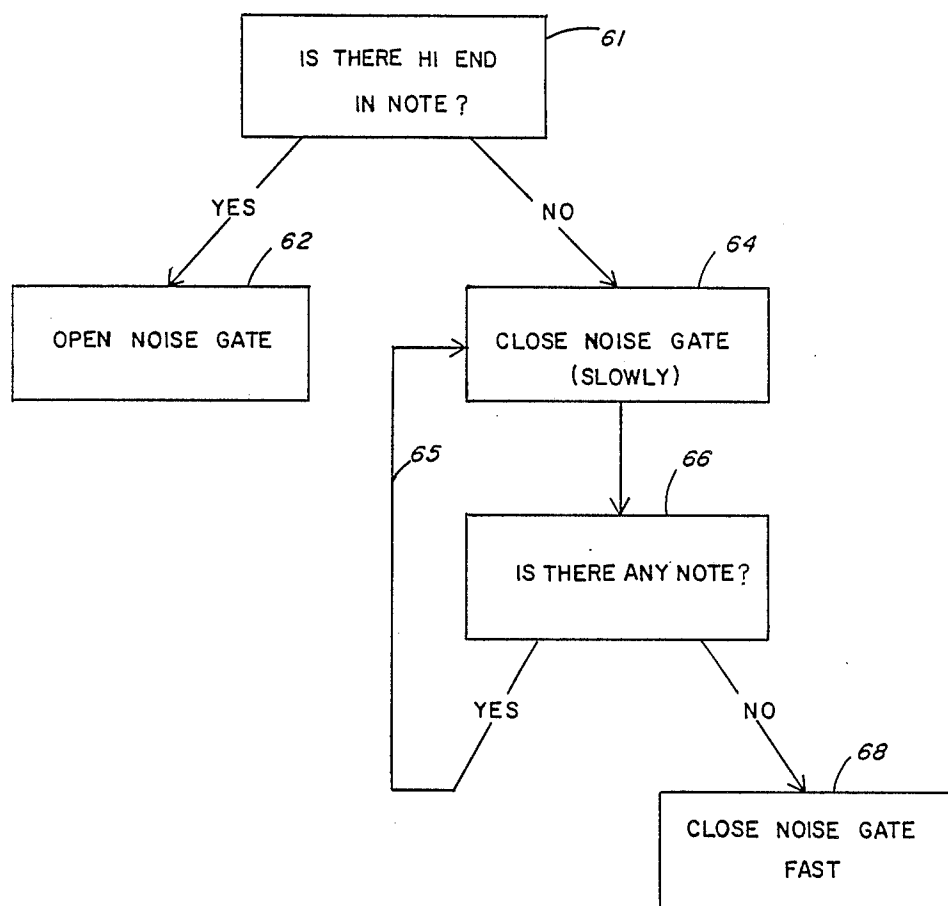 61
IS THERE HI END
IN NOTE?
YES
NO
62
OPEN NOISE GATE
64
CLOSE NOISE GATE
(SLOWLY)
65
66
IS THERE ANY NOTE?
YES
NO
68
CLOSE NOISE GATE
FAST